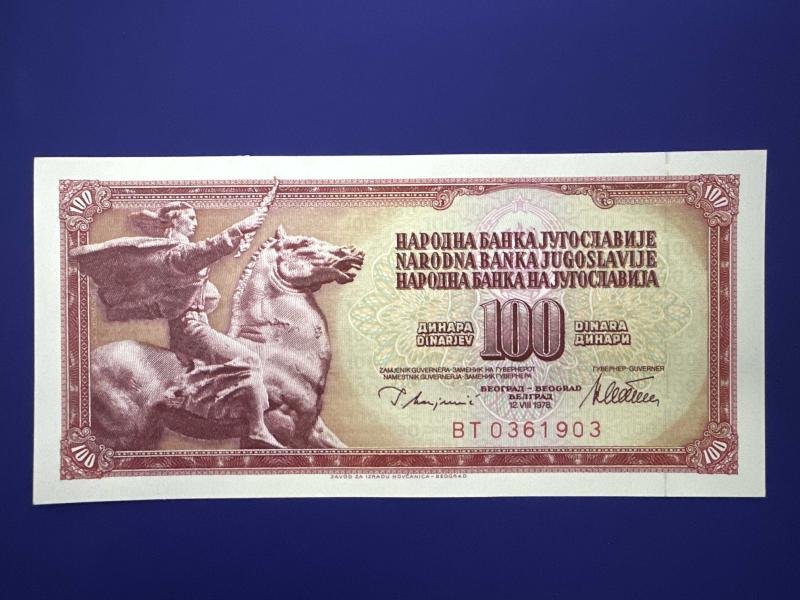 100
100
НАРОДНА БАНКА ЈУГОСЛАВИЈЕ
NARODNA BANKA JUGOSLAVIJE
НАРОДНА БАНКА НА ЈУГОСЛАВИЈА
ДИНАРА
DINARJEV
100
DINARA
ДИНАРИ
ZAMJENIK GUVERNERA-ЗАМЕНИК НА ГУВЕРНЕРОТ
NAMESTNIK GUVERNERJA-ЗАМЕНИК ГУВЕРНЕРА
ГУВЕРНЕР-GUVERNER
БЕОГРАД - BEOGRAD
БЕЛГРАД
12. VIII 1978.
BT 0361903
100
100
ZAVOD ZA IZRADU NOVČANICA - BEOGRAD